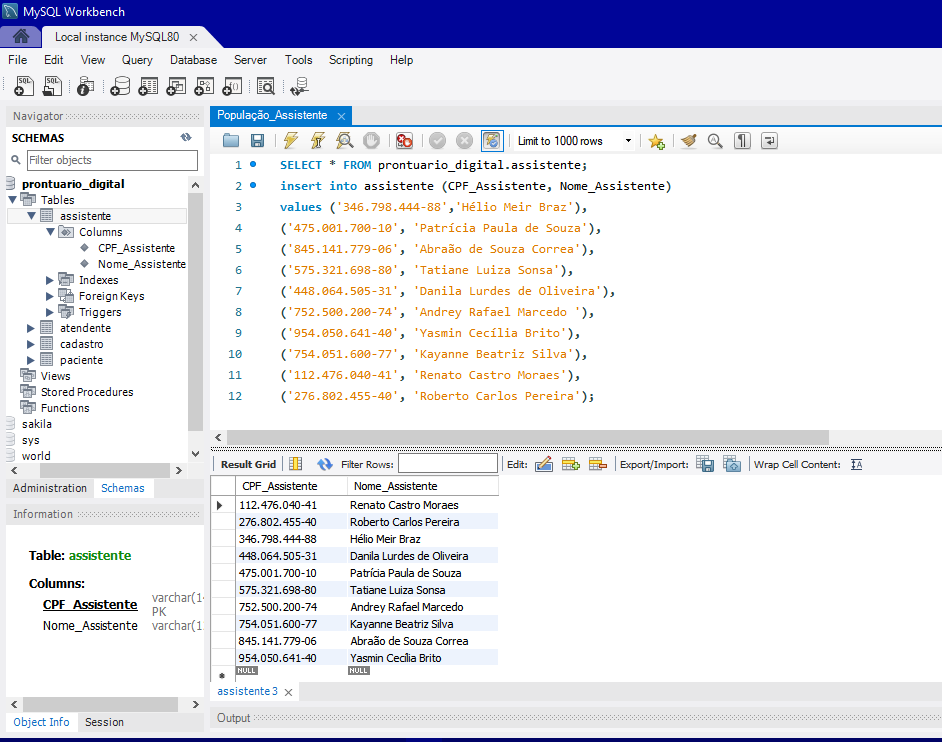 MySQL Workbench
Local instance MySQL80 ×
File Edit View Query Database Server Tools Scripting Help
Navigator
SCHEMAS
Filter objects
prontuario_digital
Tables
assistente
Columns
CPF_Assistente
Nome_Assistente
Indexes
Foreign Keys
Triggers
atendente
cadastro
paciente
Views
Stored Procedures
Functions
sakila
sys
world
Administration Schemas
Information
Table: assistente
Columns:
CPF_Assistente varchar(1
PK
Nome_Assistente varchar(1
Object Info Session
População_Assistente ×
Limit to 1000 rows
1 SELECT * FROM prontuario_digital.assistente;
2 insert into assistente (CPF_Assistente, Nome_Assistente)
3 values ('346.798.444-88','Hélio Meir Braz'),
4 ('475.001.700-10', 'Patrícia Paula de Souza'),
5 ('845.141.779-06', 'Abraão de Souza Correa'),
6 ('575.321.698-80', 'Tatiane Luiza Sonsa'),
7 ('448.064.505-31', 'Danila Lurdes de Oliveira'),
8 ('752.500.200-74', 'Andrey Rafael Marcedo '),
9 ('954.050.641-40', 'Yasmin Cecília Brito'),
10 ('754.051.600-77', 'Kayanne Beatriz Silva'),
11 ('112.476.040-41', 'Renato Castro Moraes'),
12 ('276.802.455-40', 'Roberto Carlos Pereira');
Result Grid Filter Rows: Edit: Export/Import: Wrap Cell Content:
CPF_Assistente Nome_Assistente
112.476.040-41 Renato Castro Moraes
276.802.455-40 Roberto Carlos Pereira
346.798.444-88 Hélio Meir Braz
448.064.505-31 Danila Lurdes de Oliveira
475.001.700-10 Patrícia Paula de Souza
575.321.698-80 Tatiane Luiza Sonsa
752.500.200-74 Andrey Rafael Marcedo
754.051.600-77 Kayanne Beatriz Silva
845.141.779-06 Abraão de Souza Correa
954.050.641-40 Yasmin Cecília Brito
NULL NULL
assistente 3 ×
Output